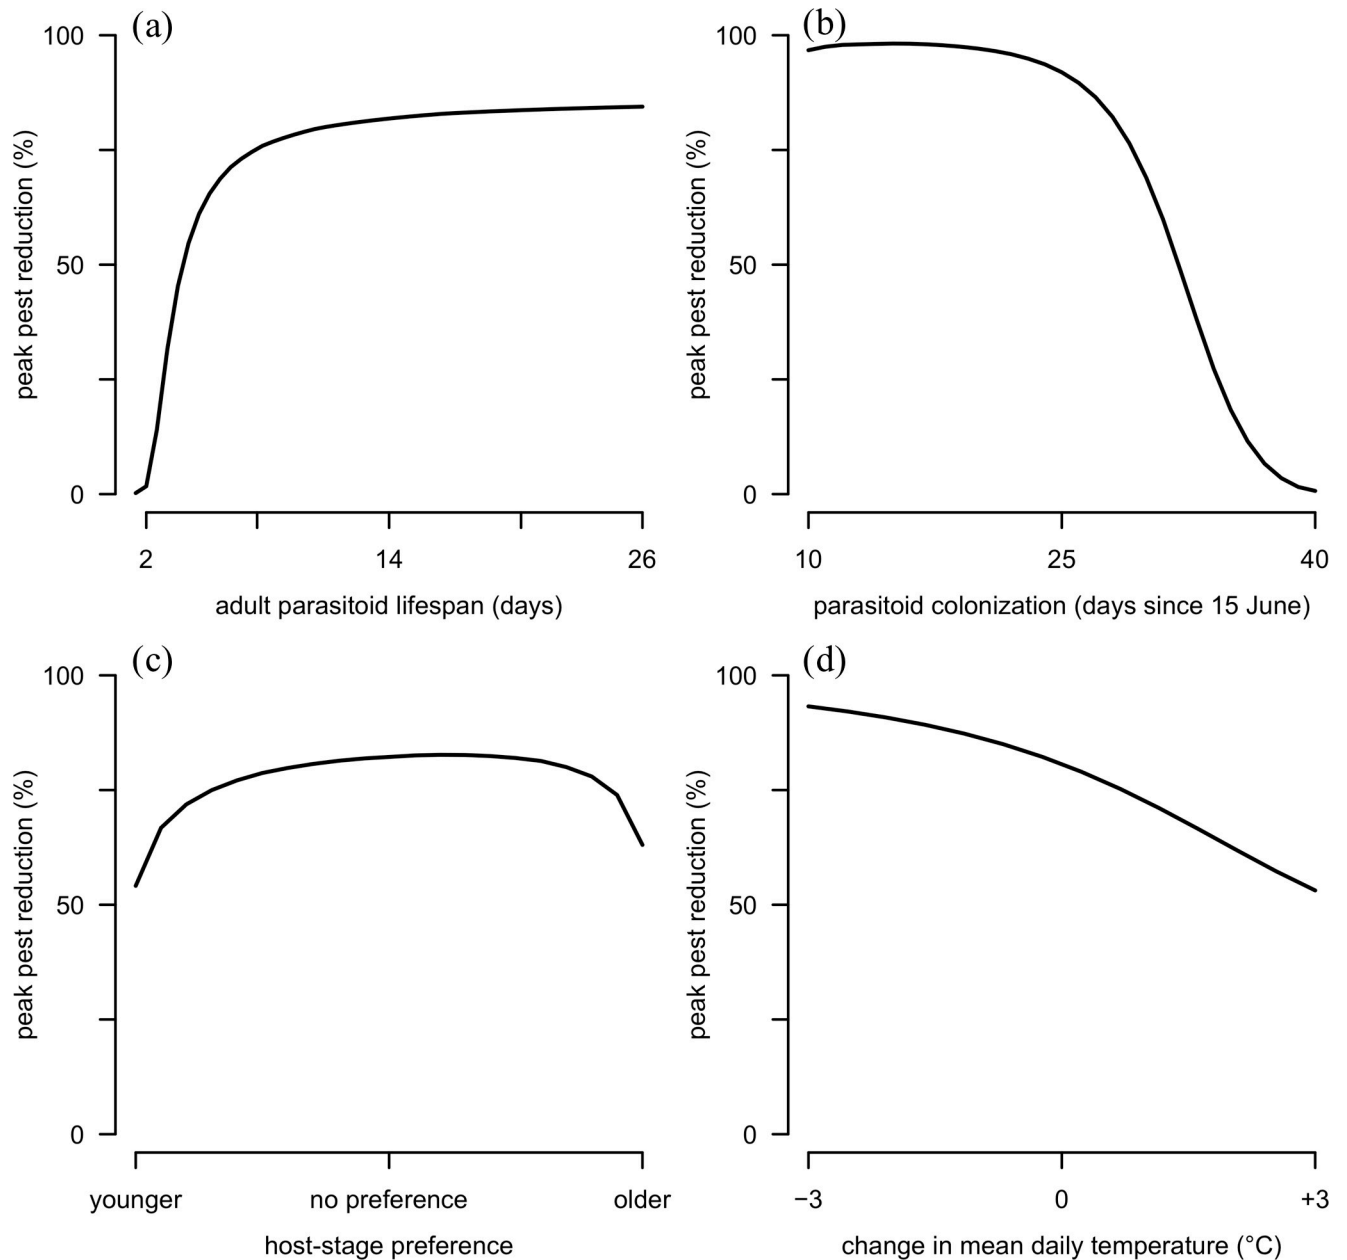 (a)
100
50
0
peak pest reduction (%)
2 14 26
adult parasitoid lifespan (days)
(b)
100
50
0
peak pest reduction (%)
10 25 40
parasitoid colonization (days since 15 June)
(c)
100
50
0
peak pest reduction (%)
younger no preference older
host-stage preference
(d)
100
50
0
peak pest reduction (%)
−3 0 +3
change in mean daily temperature (°C)